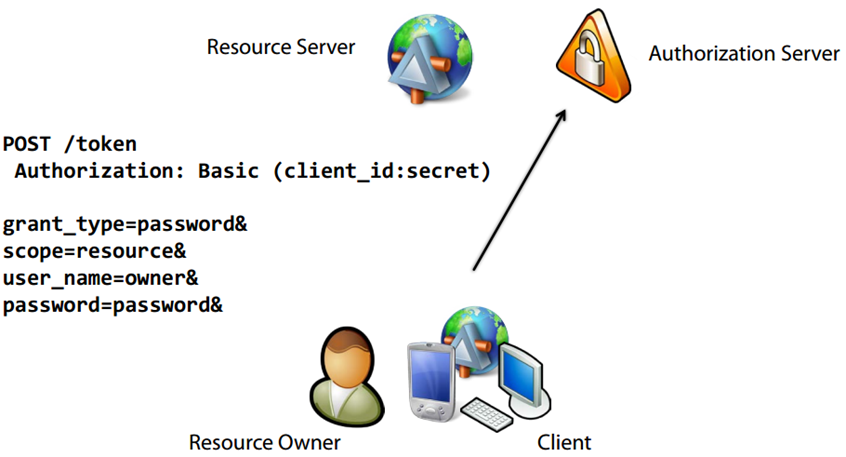 Resource Server
Authorization Server
POST /token
Authorization: Basic (client_id:secret)
grant_type=password&
scope=resource&
user_name=owner&
password=password&
Resource Owner
Client